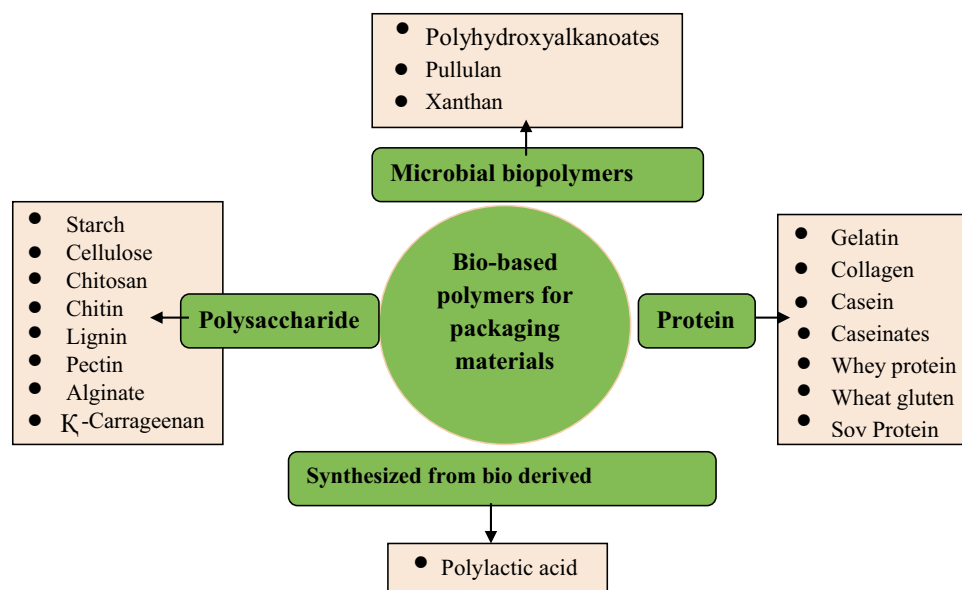 Polyhydroxyalkanoates
Pullulan
Xanthan
Microbial biopolymers
Starch
Cellulose
Chitosan
Chitin
Lignin
Pectin
Alginate
Қ-Carrageenan
Polysaccharide
Bio-based
polymers for
packaging
materials
Protein
Gelatin
Collagen
Casein
Caseinates
Whey protein
Wheat gluten
Sov Protein
Synthesized from bio derived
Polylactic acid